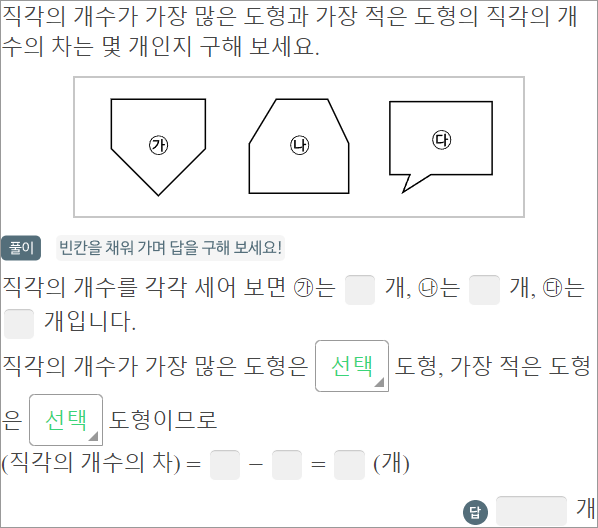 직각의 개수가 가장 많은 도형과 가장 적은 도형의 직각의 개
수의 차는 몇 개인지 구해 보세요.
㉮ ㉯ ㉰
풀이 빈칸을 채워 가며 답을 구해 보세요!
직각의 개수를 각각 세어 보면 ㉮는 개, ㉯는 개, ㉰는
개입니다.
직각의 개수가 가장 많은 도형은 선택 도형, 가장 적은 도형
은 선택 도형이므로
(직각의 개수의 차) = − = (개)
답 개